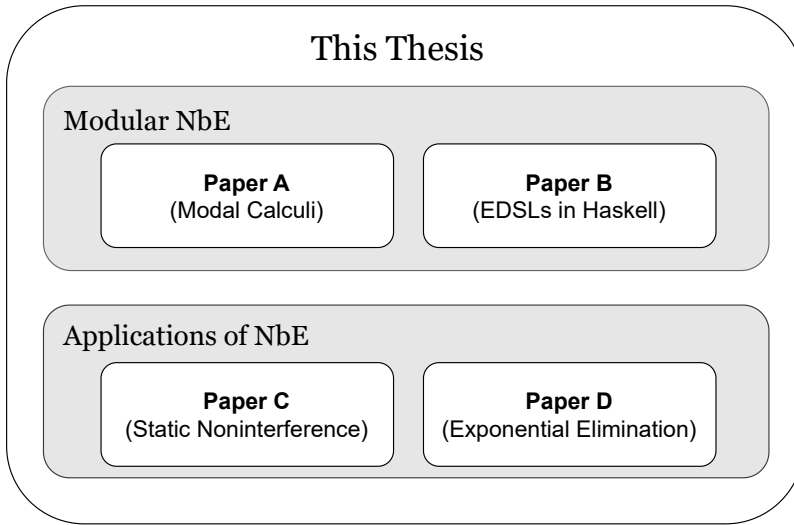 This Thesis
Modular NbE
Paper A
(Modal Calculi)
Paper B
(EDSLs in Haskell)
Applications of NbE
Paper C
(Static Noninterference)
Paper D
(Exponential Elimination)